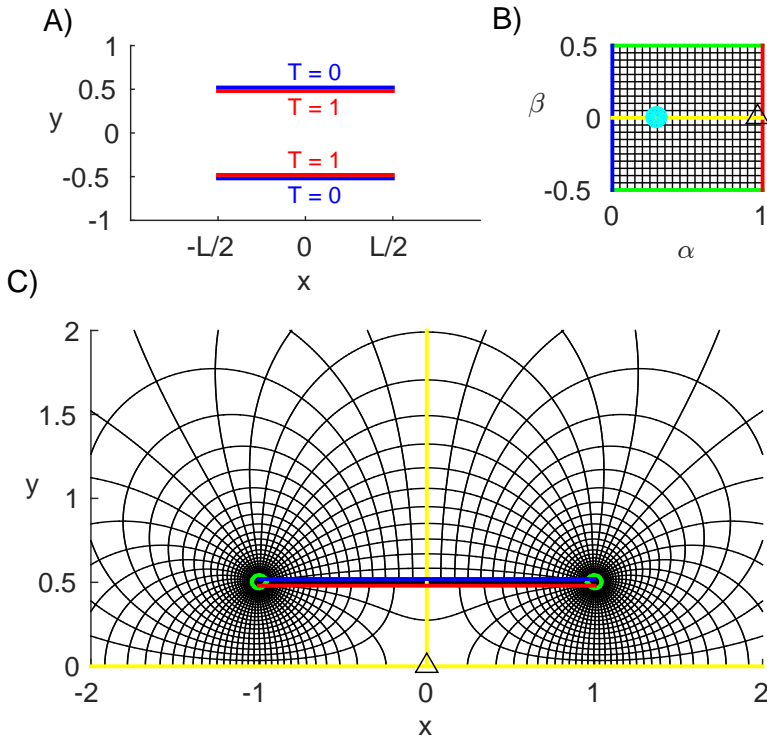 A)
1
0.5
0
-0.5
-1
y
T = 0
T = 1
T = 1
T = 0
-L/2 0 L/2
x
B)
0.5
0
-0.5
β
0 1
α
C)
2
1.5
1
0.5
0
y
-2 -1 0 1 2
x